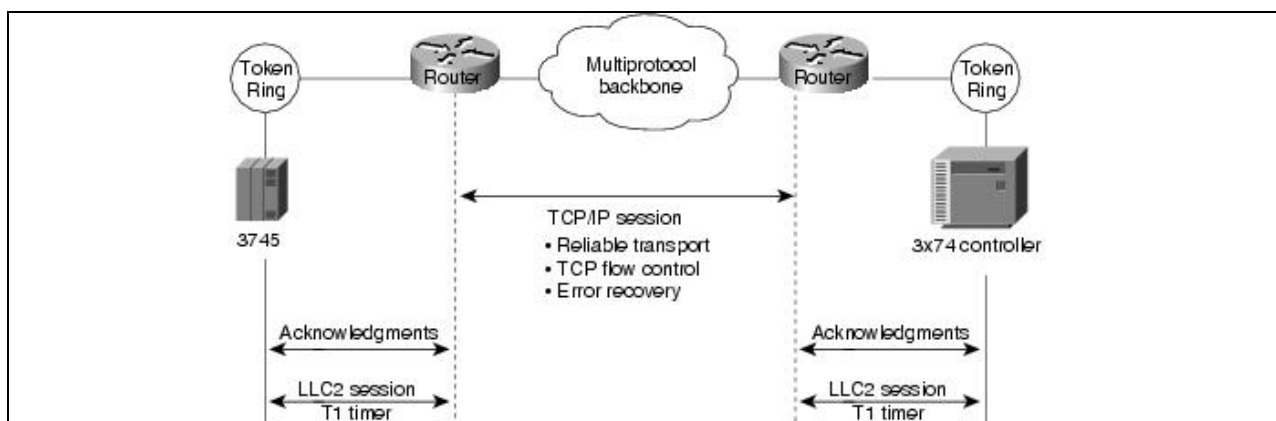 Token
Ring
Router
Multiprotocol
backbone
Router
Token
Ring
3745
3x74 controller
TCP/IP session
• Reliable transport
• TCP flow control
• Error recovery
Acknowledgments
Acknowledgments
LLC2 session
T1 timer
LLC2 session
T1 timer